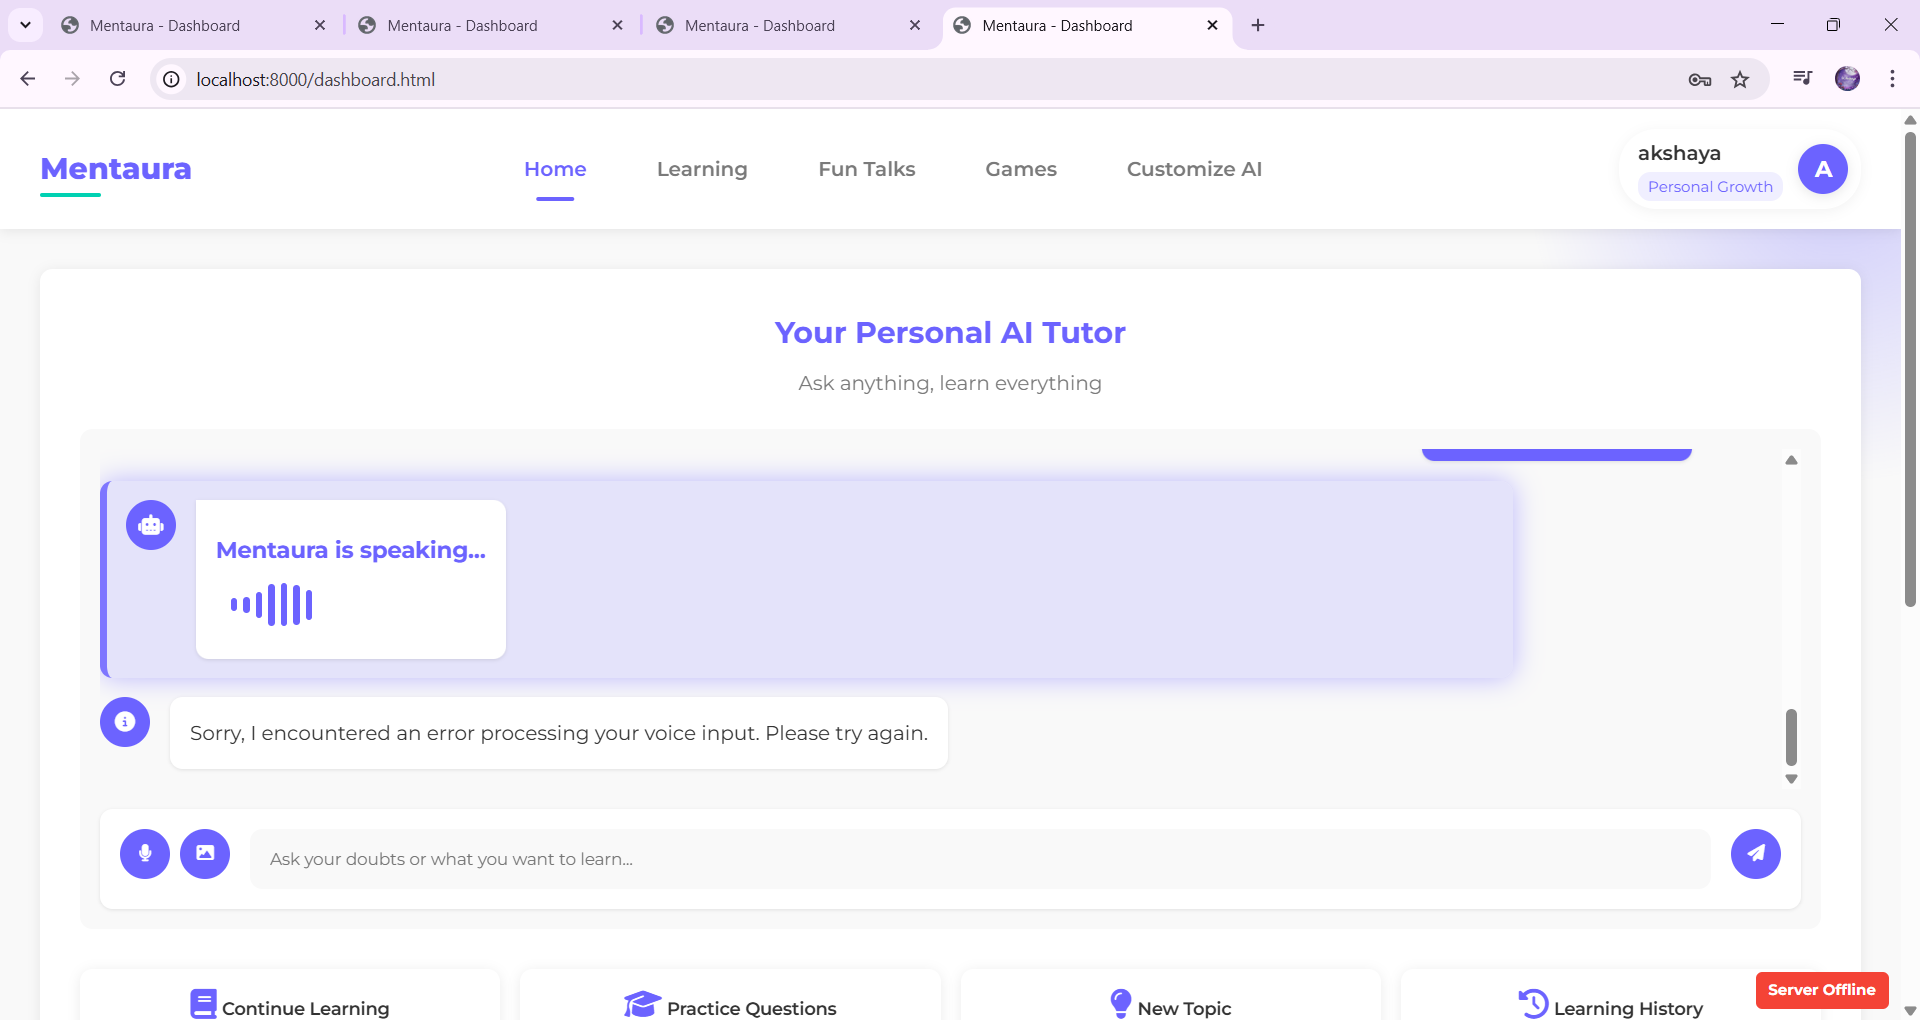 Mentaura - Dashboard
Mentaura - Dashboard
Mentaura - Dashboard
Mentaura - Dashboard
localhost:8000/dashboard.html
Mentaura
Home
Learning
Fun Talks
Games
Customize AI
akshaya
Personal Growth
A
Your Personal AI Tutor
Ask anything, learn everything
Mentaura is speaking...
Sorry, I encountered an error processing your voice input. Please try again.
Ask your doubts or what you want to learn...
Continue Learning
Practice Questions
New Topic
Learning History
Server Offline